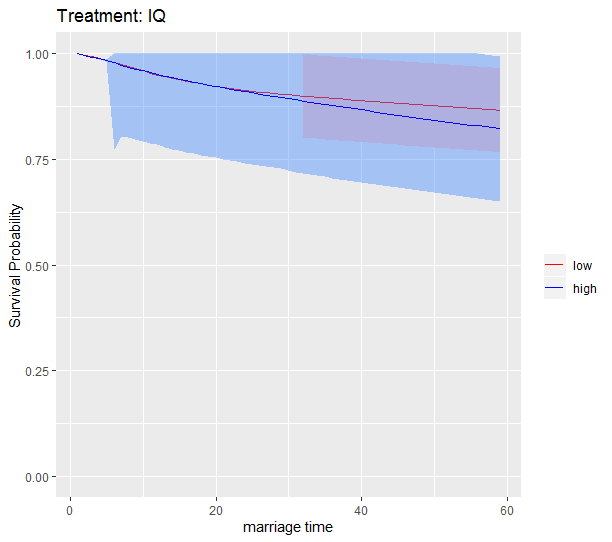 Treatment: IQ
1.00
0.75
0.50
0.25
0.00
Survival Probability
0
20
40
60
marriage time
low
high